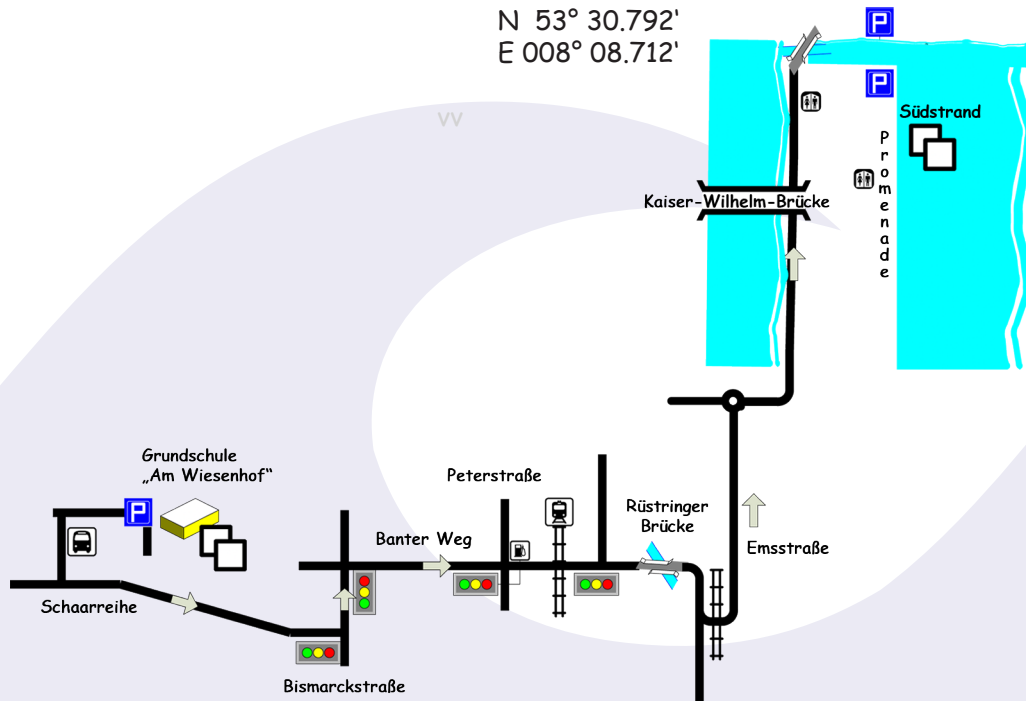 N 53° 30.792'
E 008° 08.712'
P
P
vv
Südstrand
Promenade
Kaiser-Wilhelm-Brücke
Grundschule
„Am Wiesenhof“
P
Peterstraße
Rüstringer
Brücke
Banter Weg
Emsstraße
Schaarreihe
Bismarckstraße